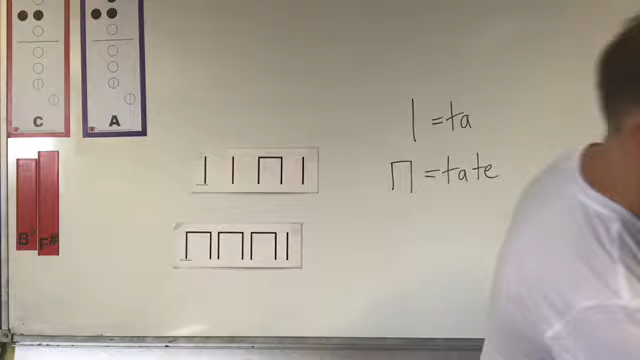 C
A
B♭
F#
| = ta
⊓ = tate